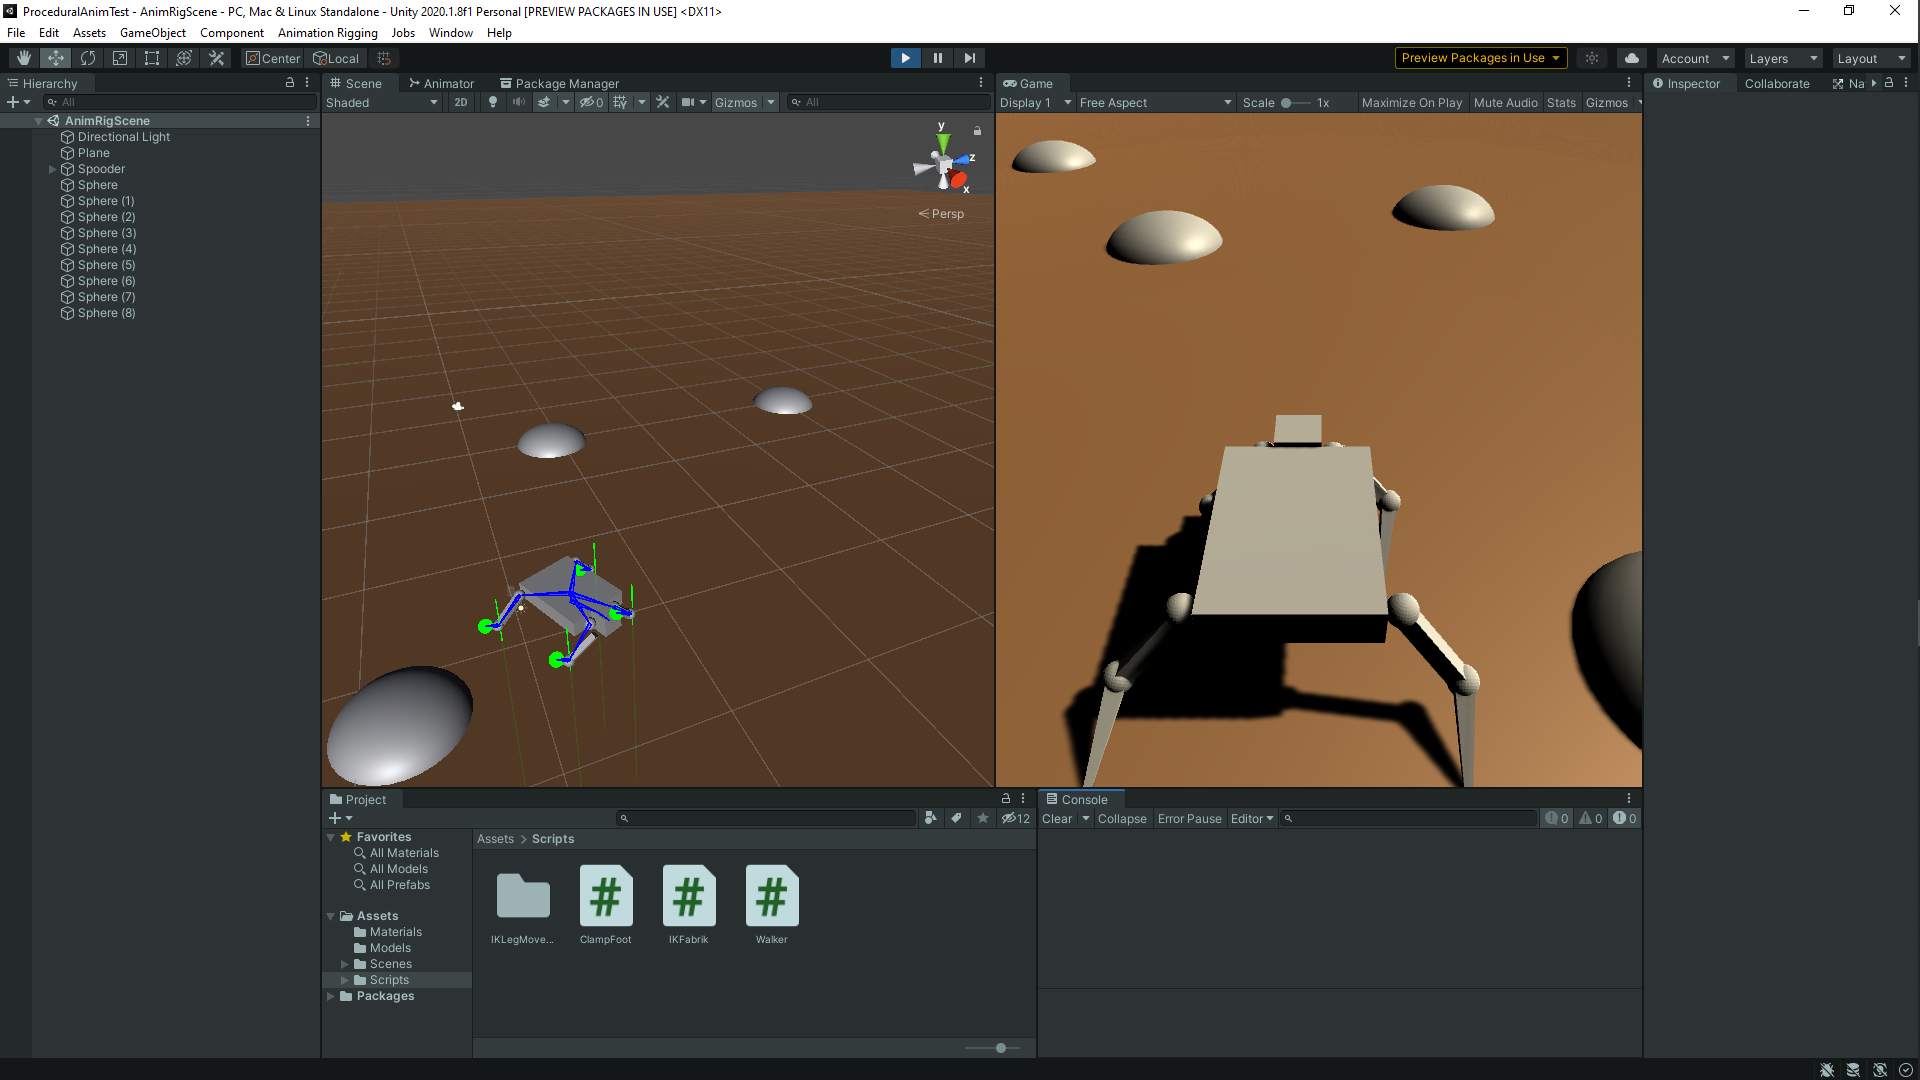 ProceduralAnimTest - AnimRigScene - PC, Mac & Linux Standalone - Unity 2020.1.8f1 Personal [PREVIEW PACKAGES IN USE] <DX11>
File Edit Assets GameObject Component Animation Rigging Jobs Window Help
Center Local Preview Packages in Use Account Layers Layout
Hierarchy
All
AnimRigScene
Directional Light
Plane
Spooder
Sphere
Sphere (1)
Sphere (2)
Sphere (3)
Sphere (4)
Sphere (5)
Sphere (6)
Sphere (7)
Sphere (8)
Scene Animator Package Manager
Shaded 2D 0 Gizmos All
y
z
x
Persp
Game
Display 1 Free Aspect Scale 1x Maximize On Play Mute Audio Stats Gizmos
Inspector Collaborate Na
Project
12
Favorites
All Materials
All Models
All Prefabs
Assets
Materials
Models
Scenes
Scripts
Packages
Assets > Scripts
# # #
IKLegMove... ClampFoot IKFabrik Walker
Console
Clear Collapse Error Pause Editor 0 0 0